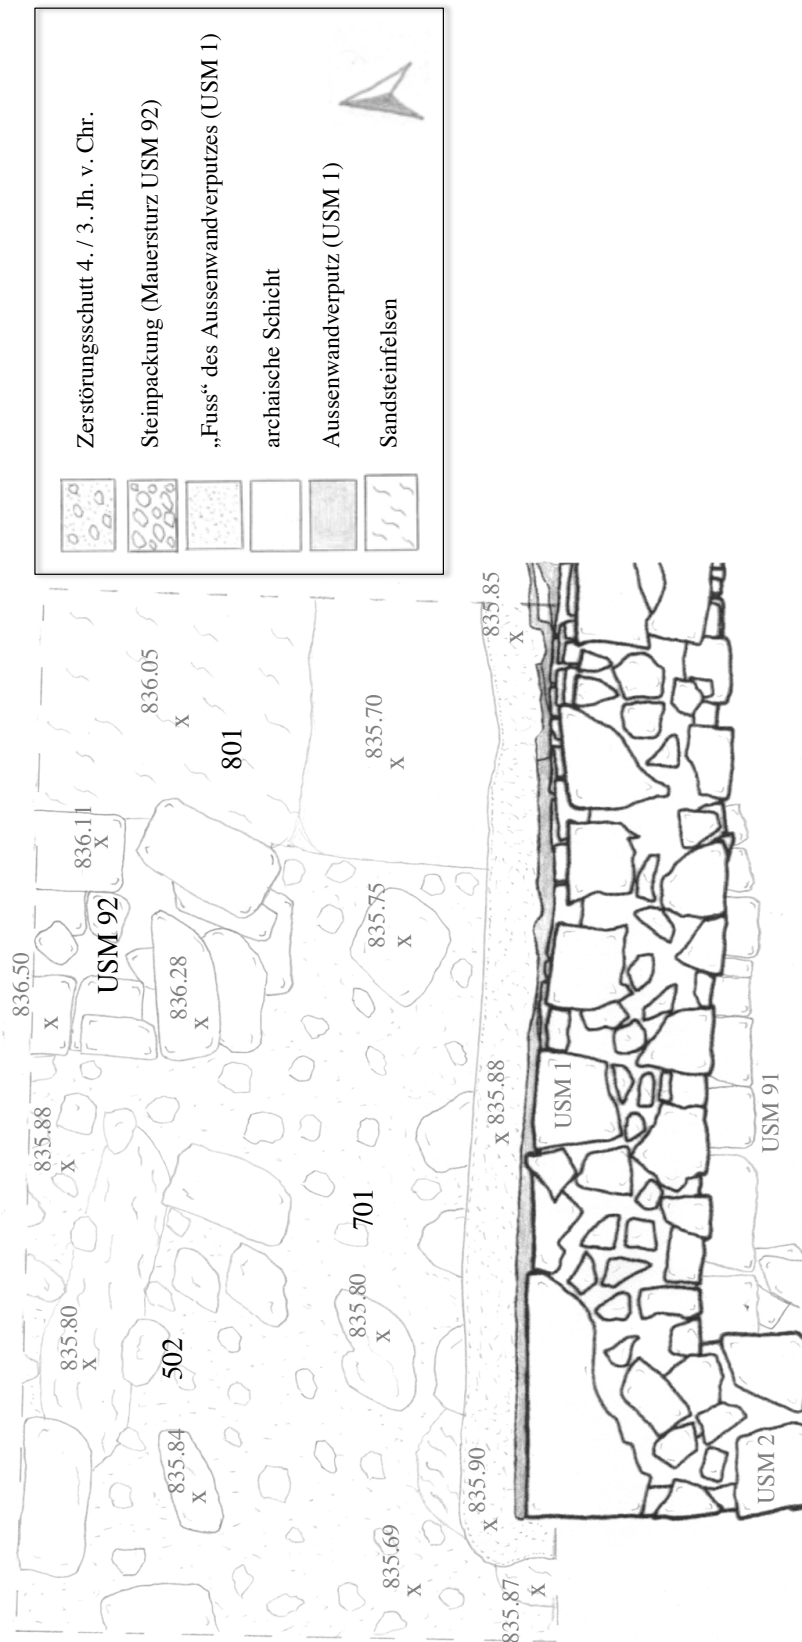 Zerstörungsschutt 4. / 3. Jh. v. Chr.
Steinpackung (Mauersturz USM 92)
„Fuss“ des Aussenwandverputzes (USM 1)
archaische Schicht
Aussenwandverputz (USM 1)
Sandsteinfelsen
836.50
X
835.88
X
836.11
X
USM 92
835.80
X
836.05
X
836.28
X
835.84
X
502
801
835.70
X
835.75
X
701
835.80
X
835.69
X
835.85
X
835.88
X
835.90
X
835.87
X
USM 1
USM 91
USM 2